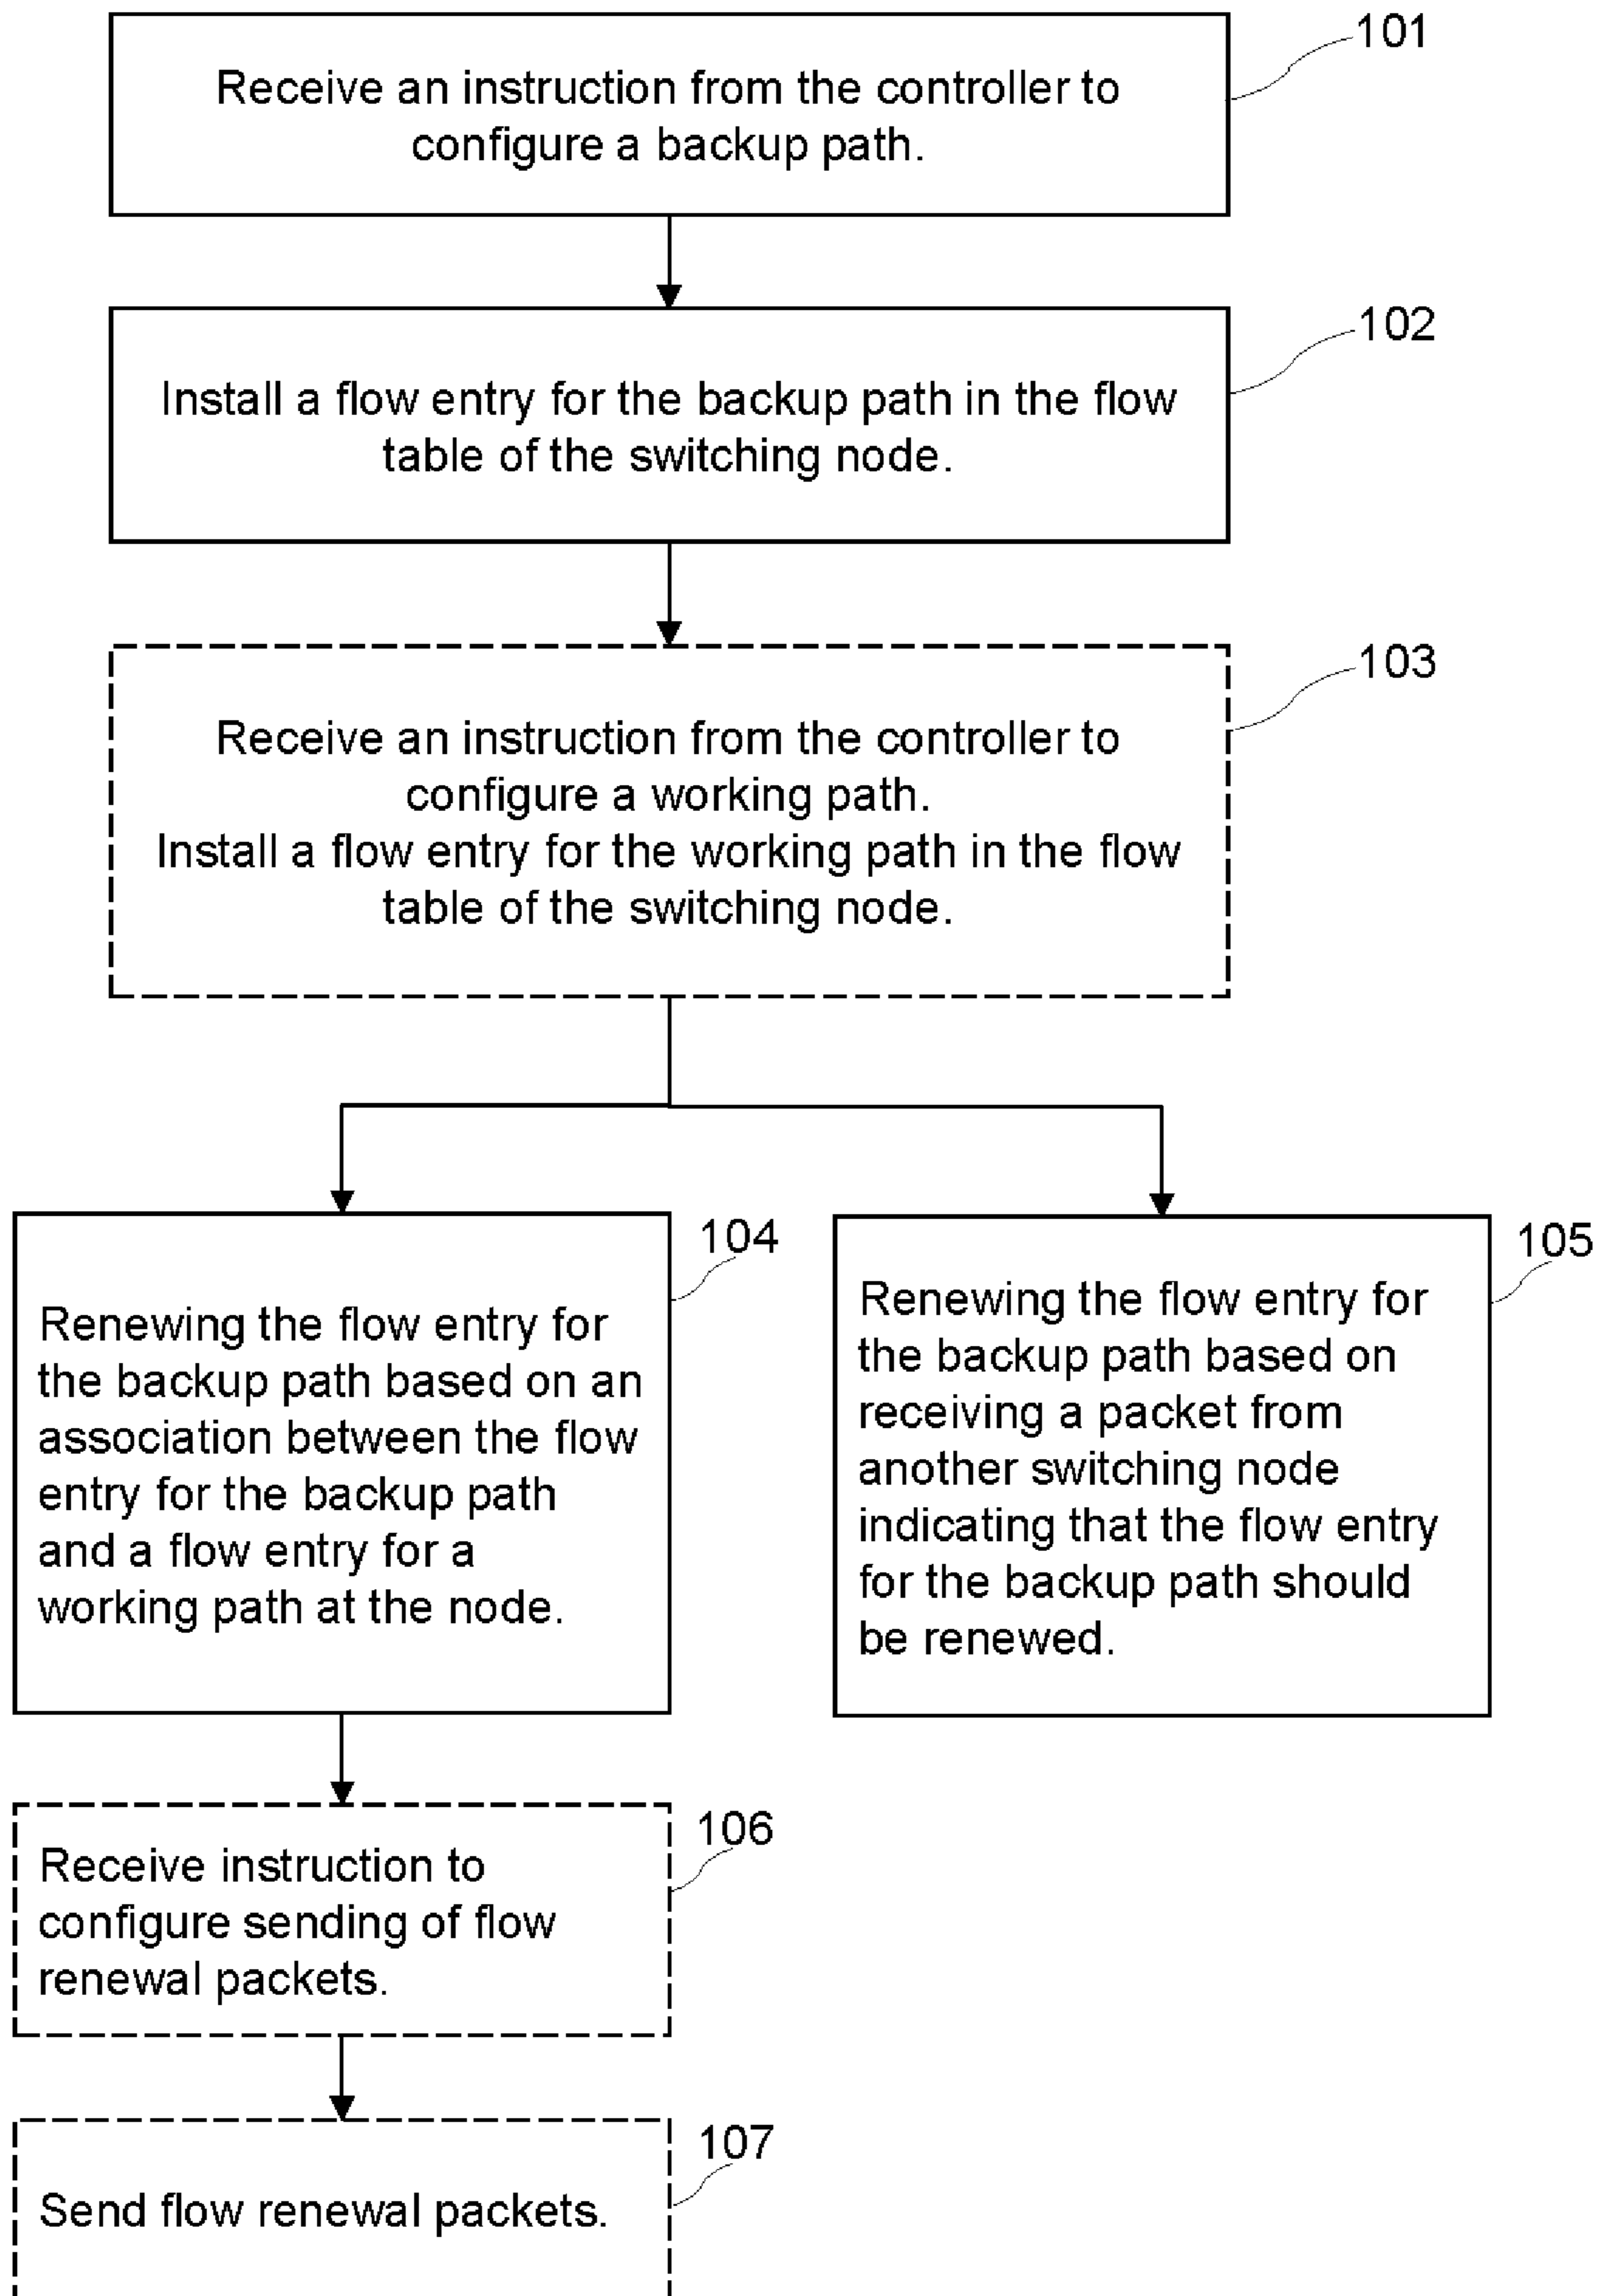 101
Receive an instruction from the controller to
configure a backup path.
102
Install a flow entry for the backup path in the flow
table of the switching node.
103
Receive an instruction from the controller to
configure a working path.
Install a flow entry for the working path in the flow
table of the switching node.
104
Renewing the flow entry for
the backup path based on an
association between the flow
entry for the backup path
and a flow entry for a
working path at the node.
105
Renewing the flow entry for
the backup path based on
receiving a packet from
another switching node
indicating that the flow entry
for the backup path should
be renewed.
106
Receive instruction to
configure sending of flow
renewal packets.
107
Send flow renewal packets.